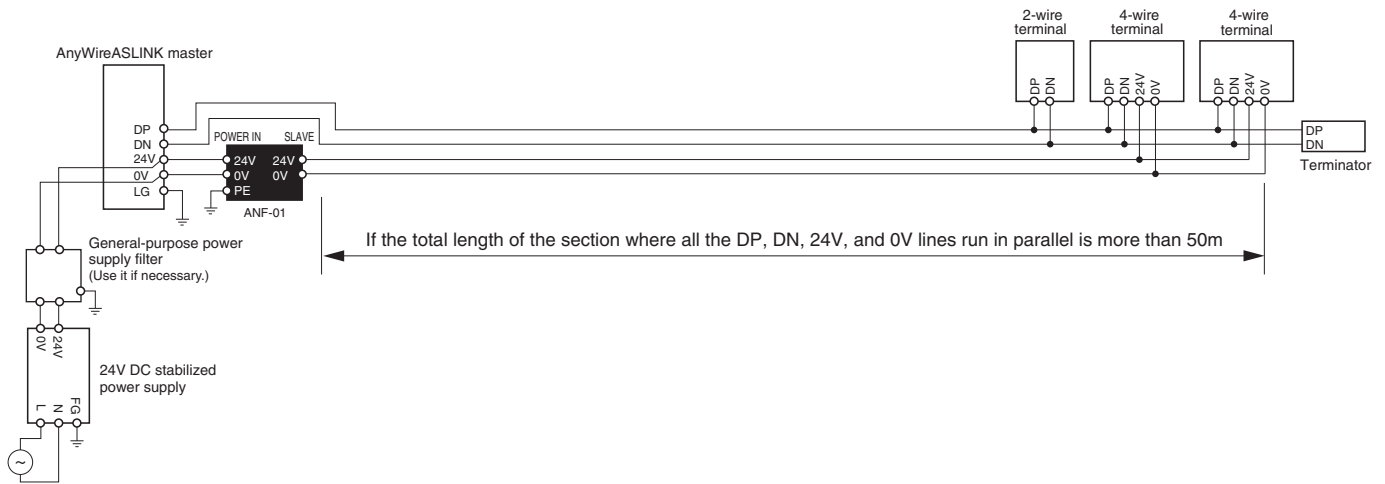 AnyWireASLINK master
DP
DN
24V
0V
LG
POWER IN SLAVE
24V 24V
0V 0V
PE
ANF-01
2-wire
terminal
DP
DN
4-wire
terminal
DP
DN
24V
0V
4-wire
terminal
DP
DN
24V
0V
DP
DN
Terminator
If the total length of the section where all the DP, DN, 24V, and 0V lines run in parallel is more than 50m
General-purpose power
supply filter
(Use it if necessary.)
0V
24V
24V DC stabilized
power supply
L
N
FG
~